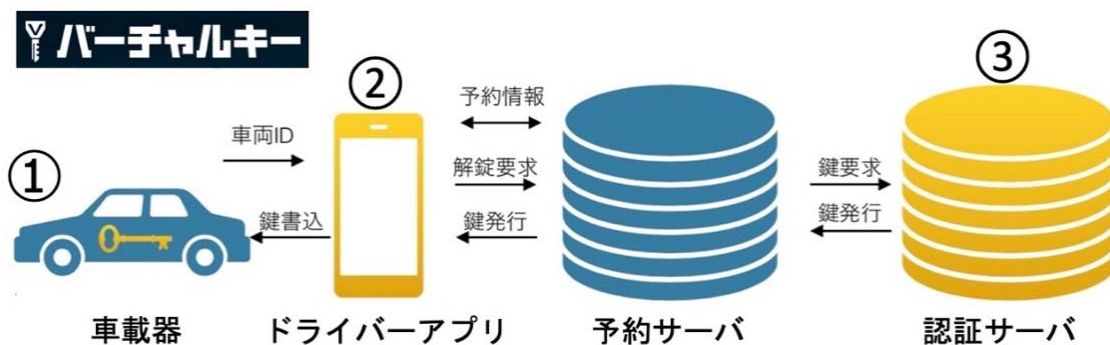 バーチャルキー
①
②
③
車両ID
鍵書込
予約情報
解錠要求
鍵発行
鍵要求
鍵発行
車載器
ドライバーアプリ
予約サーバ
認証サーバ